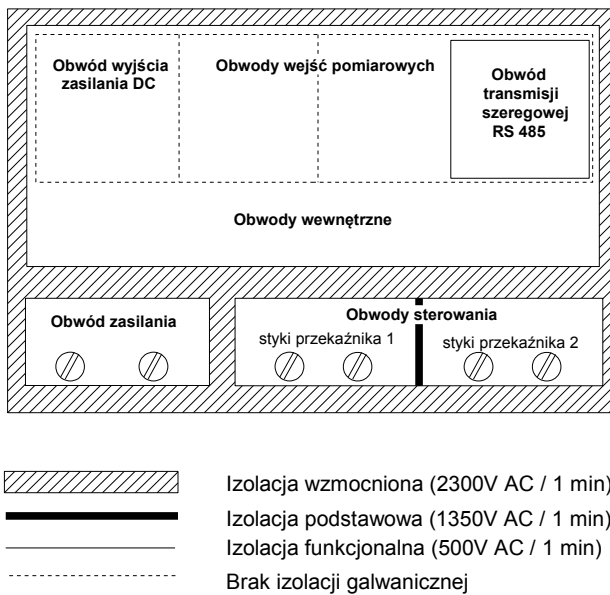 Obwód wyjścia
zasilania DC
Obwody wejść pomiarowych
Obwód
transmisji
szeregowej
RS 485
Obwody wewnętrzne
Obwód zasilania
Obwody sterowania
styki przekaźnika 1
styki przekaźnika 2
Izolacja wzmocniona (2300V AC / 1 min)
Izolacja podstawowa (1350V AC / 1 min)
Izolacja funkcjonalna (500V AC / 1 min)
Brak izolacji galwanicznej